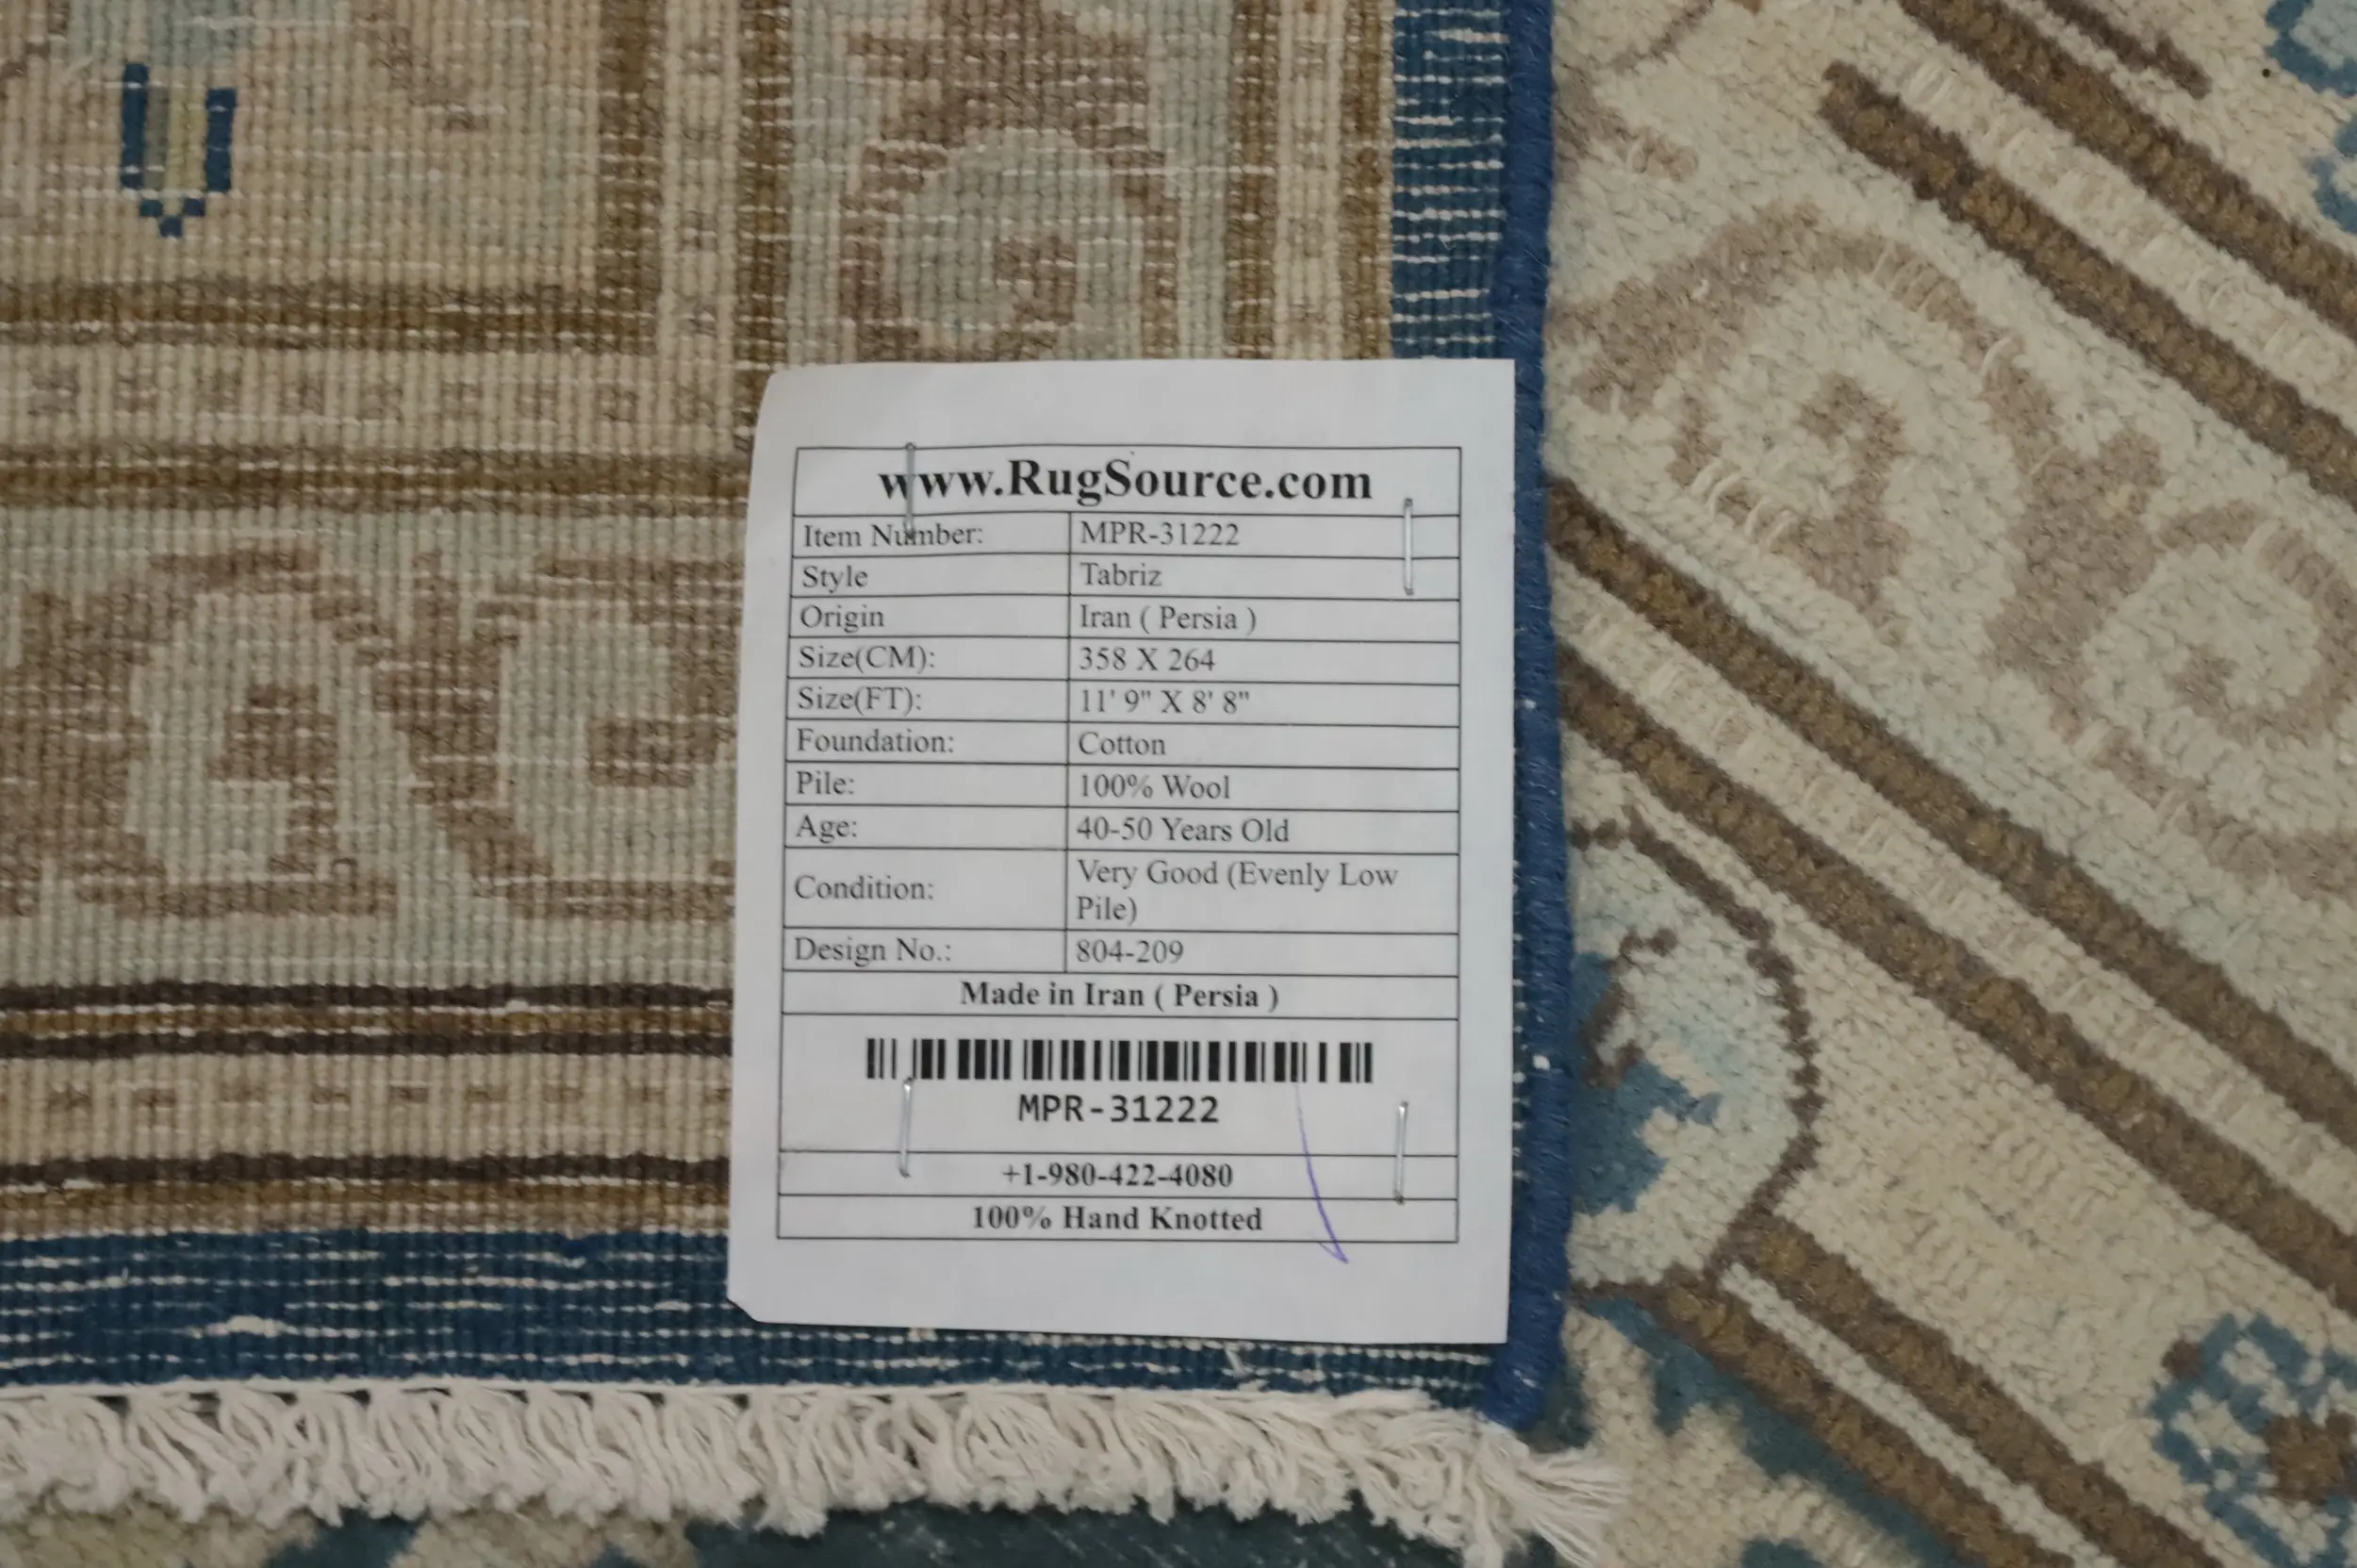 www.RugSource.com
Item Number: MPR-31222
Style Tabriz
Origin Iran ( Persia )
Size(CM): 358 X 264
Size(FT): 11' 9" X 8' 8"
Foundation: Cotton
Pile: 100% Wool
Age: 40-50 Years Old
Condition: Very Good (Evenly Low
Pile)
Design No.: 804-209
Made in Iran ( Persia )
MPR-31222
+1-980-422-4080
100% Hand Knotted